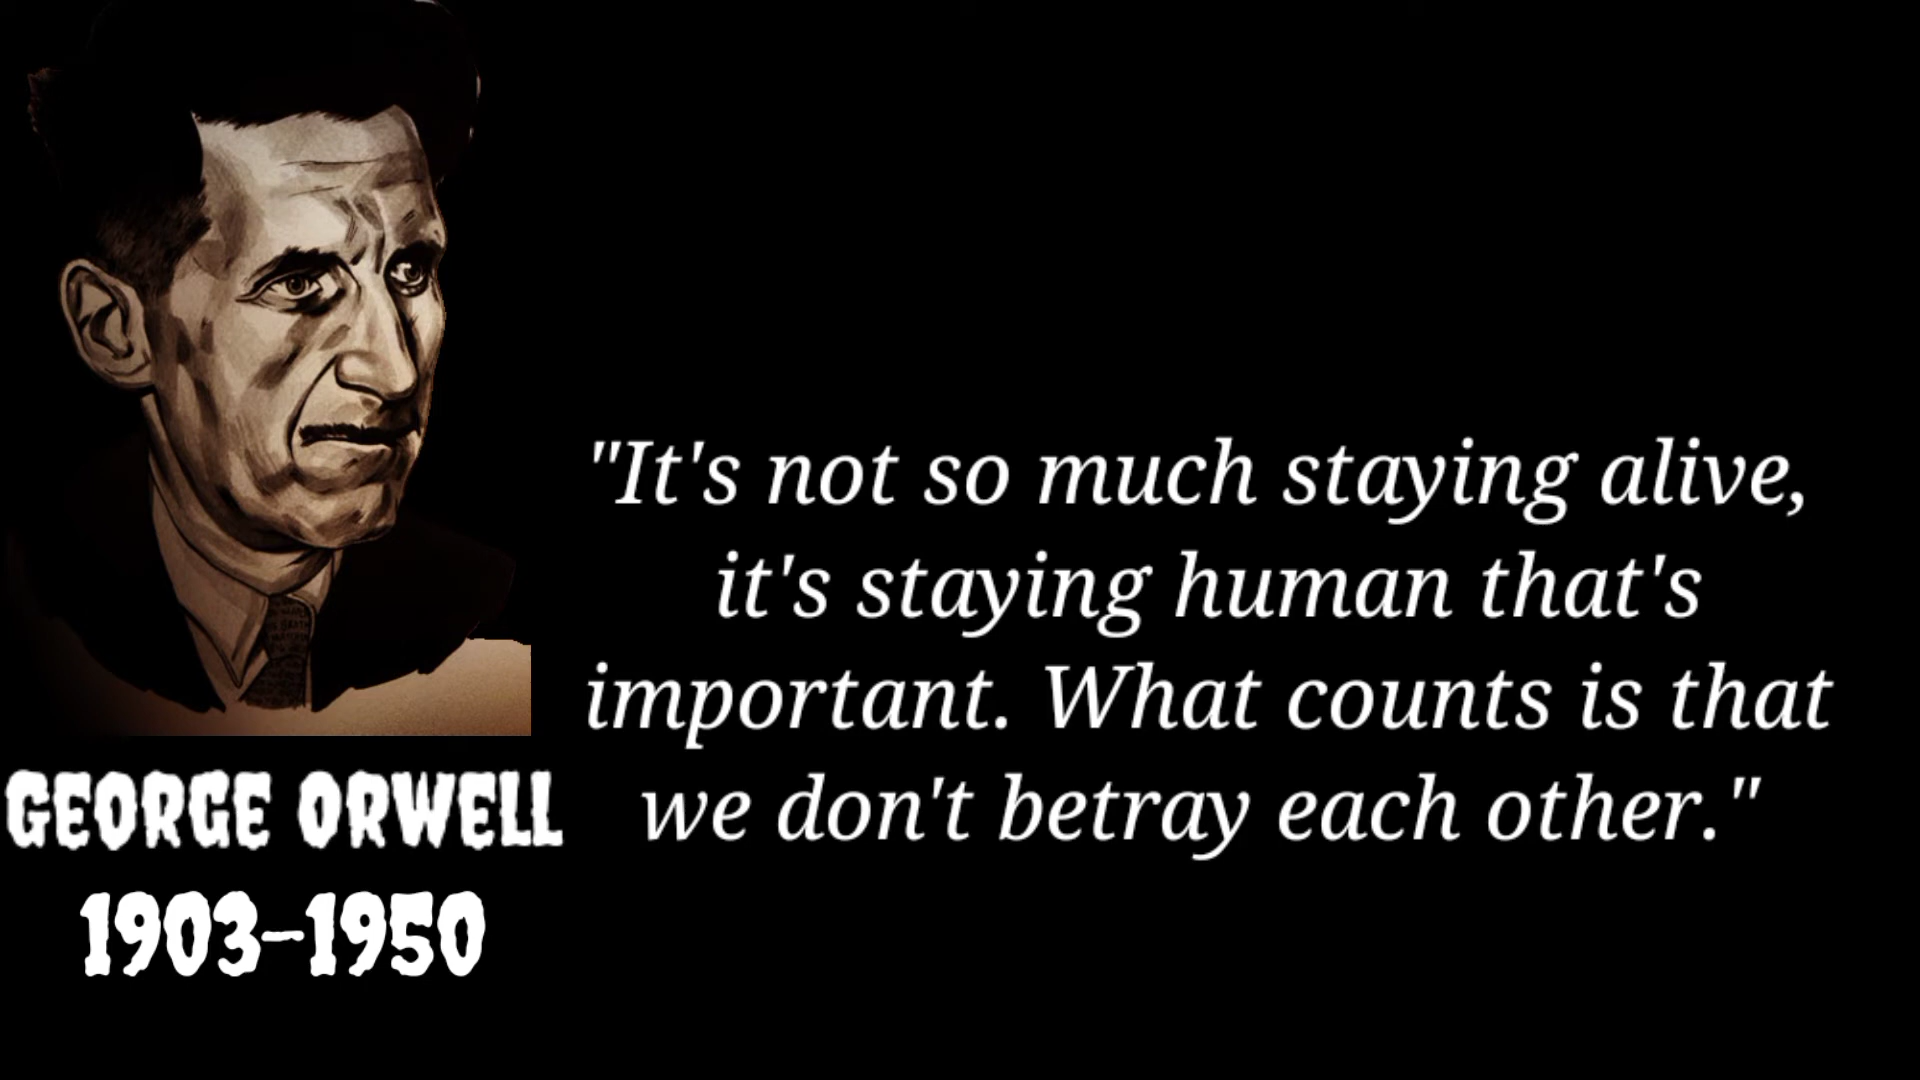 "It's not so much staying alive,
it's staying human that's
important. What counts is that
we don't betray each other."
GEORGE ORWELL
1903–1950